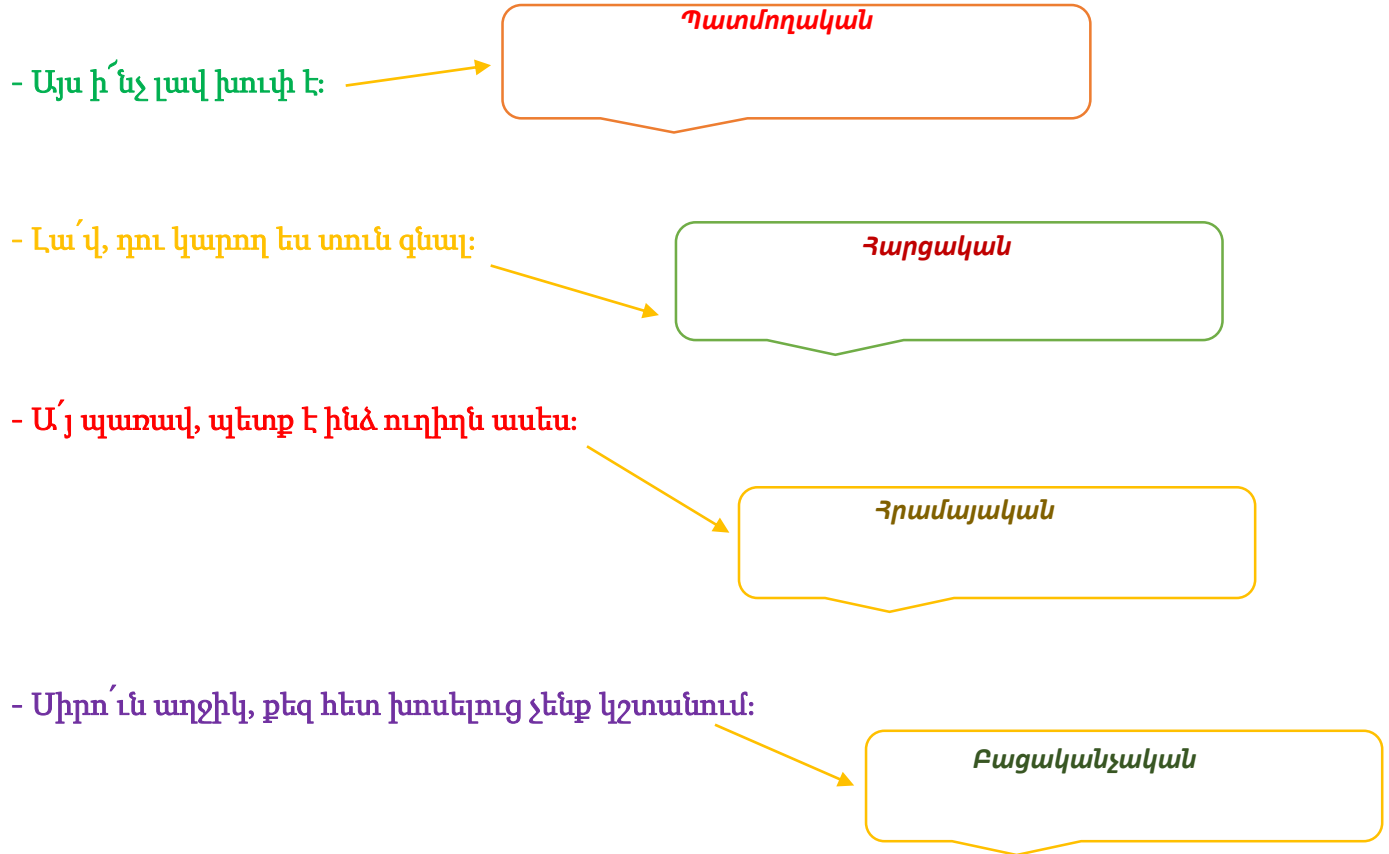 Պատմողական
- Այս ի՜նչ լավ խուփ է:
- Լա՛վ, դու կարող ես տուն գնալ:
Հարցական
- Ա՛յ պառավ, պետք է ինձ ուղիղն ասես:
Հրամայական
- Սիրո՛ւն աղջիկ, քեզ հետ խոսելուց չենք կշտանում:
Բացականչական